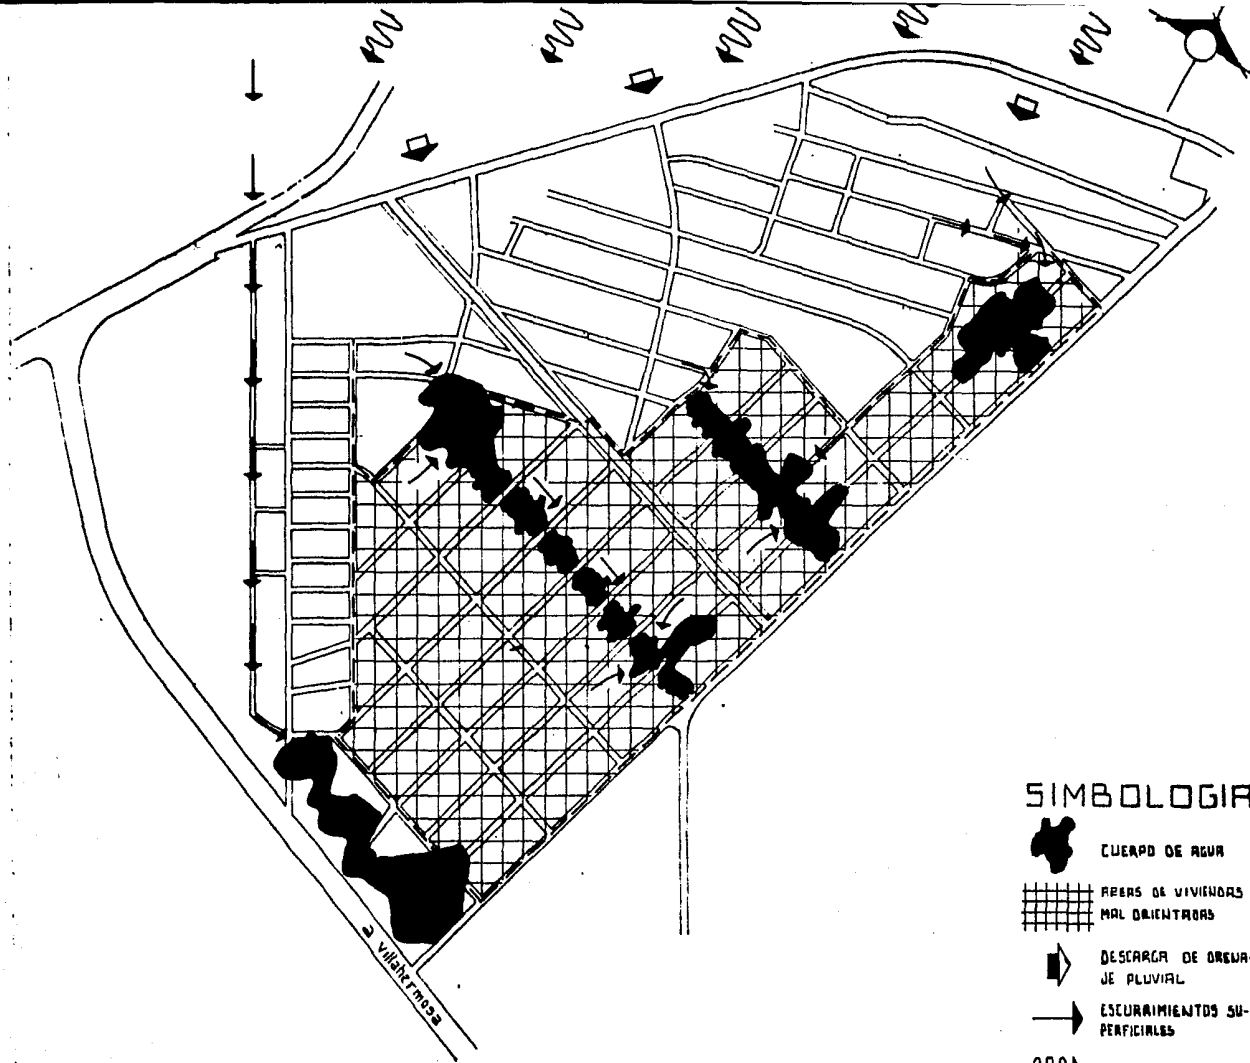 a villahermosa
SIMBOLOGIA
CUERPO DE AGUA
AREAS DE VIVIENDAS
MAL ORIENTADAS
DESCARGA DE DRENA-
JE PLUVIAL
ESCURRIMIENTOS SU-
PERFICIALES